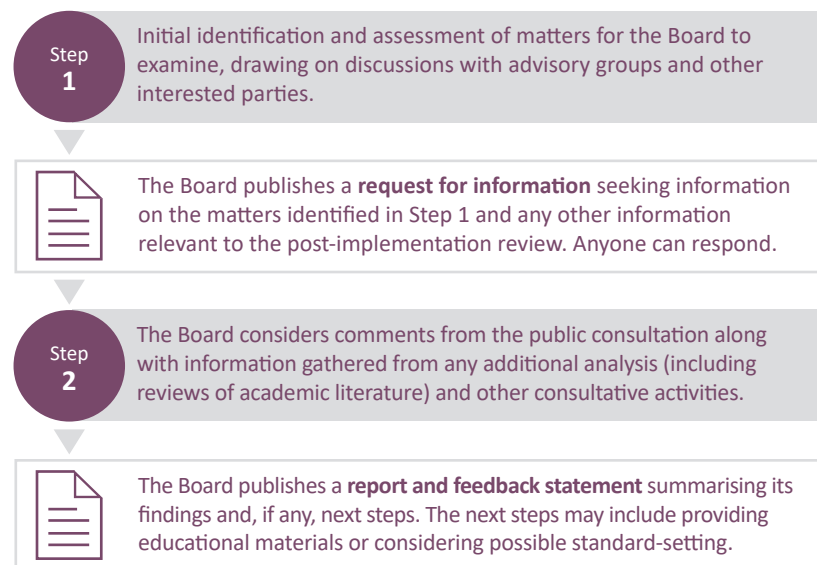 Step
1
Initial identification and assessment of matters for the Board to
examine, drawing on discussions with advisory groups and other
interested parties.
The Board publishes a request for information seeking information
on the matters identified in Step 1 and any other information
relevant to the post-implementation review. Anyone can respond.
Step
2
The Board considers comments from the public consultation along
with information gathered from any additional analysis (including
reviews of academic literature) and other consultative activities.
The Board publishes a report and feedback statement summarising its
findings and, if any, next steps. The next steps may include providing
educational materials or considering possible standard-setting.